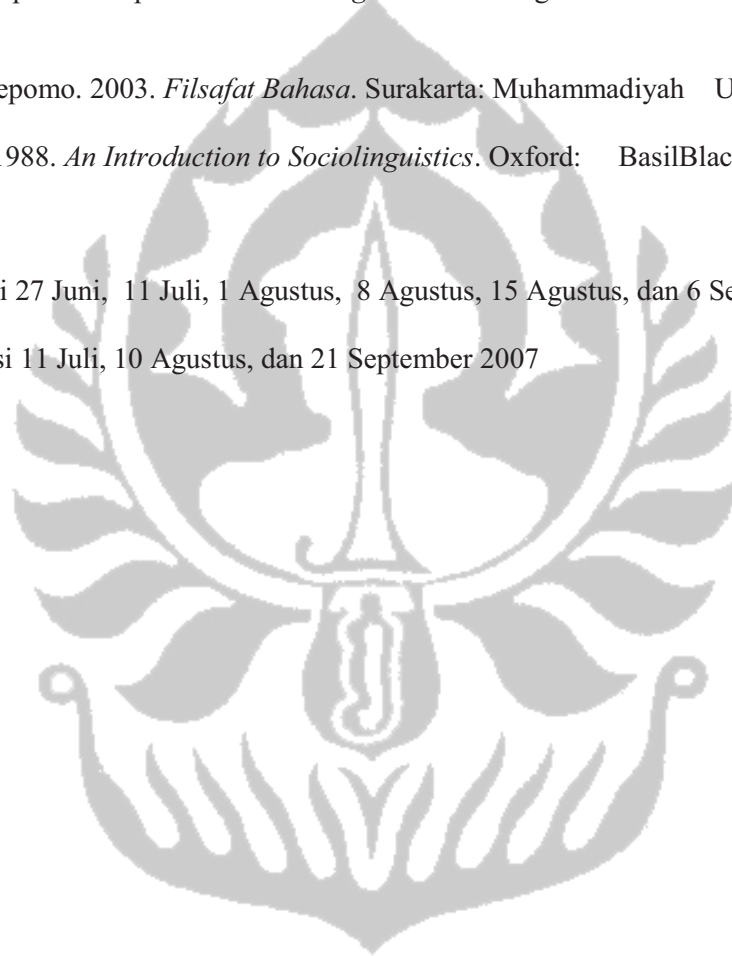 epomo. 2003. Filsafat Bahasa. Surakarta: Muhammadiyah U
1988. An Introduction to Sociolinguistics. Oxford: BasilBlac
i 27 Juni, 11 Juli, 1 Agustus, 8 Agustus, 15 Agustus, dan 6 Se
si 11 Juli, 10 Agustus, dan 21 September 2007